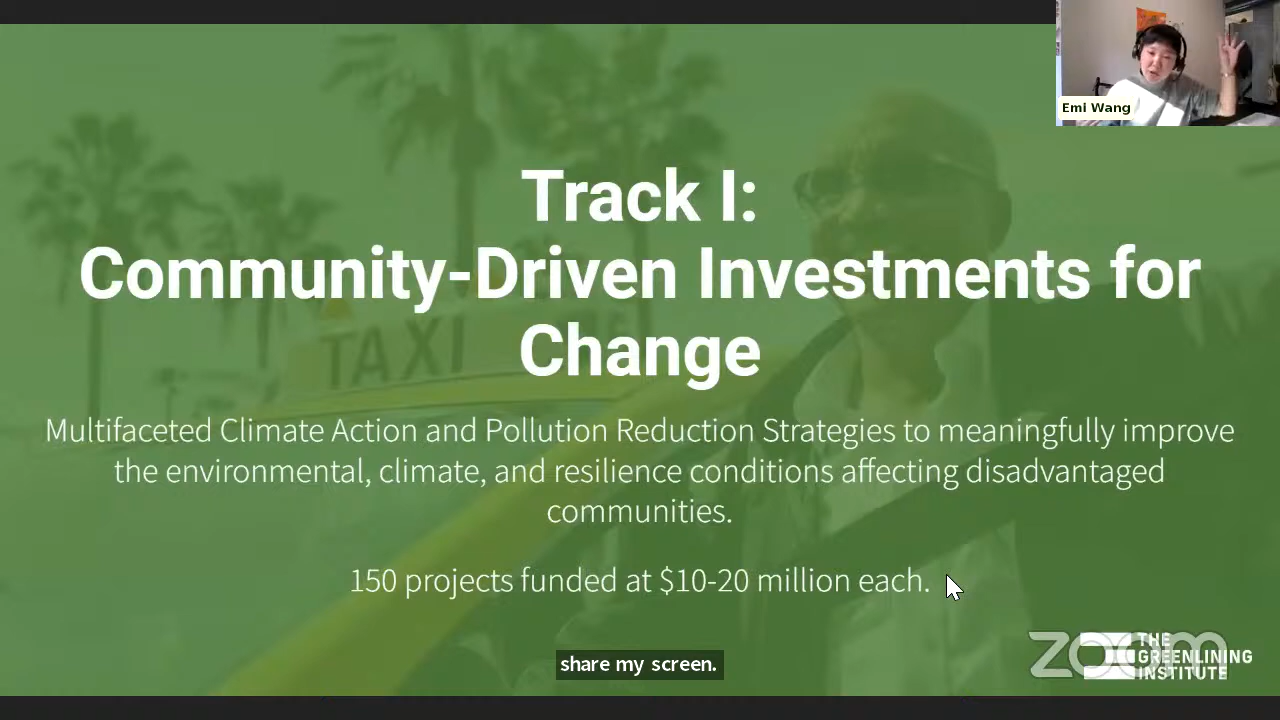 Emi Wang
Track I:
Community-Driven Investments for
Change
TAXI
Multifaceted Climate Action and Pollution Reduction Strategies to meaningfully improve
the environmental, climate, and resilience conditions affecting disadvantaged
communities.
150 projects funded at $10-20 million each.
share my screen.
zoom
THE
GREENLINING
INSTITUTE